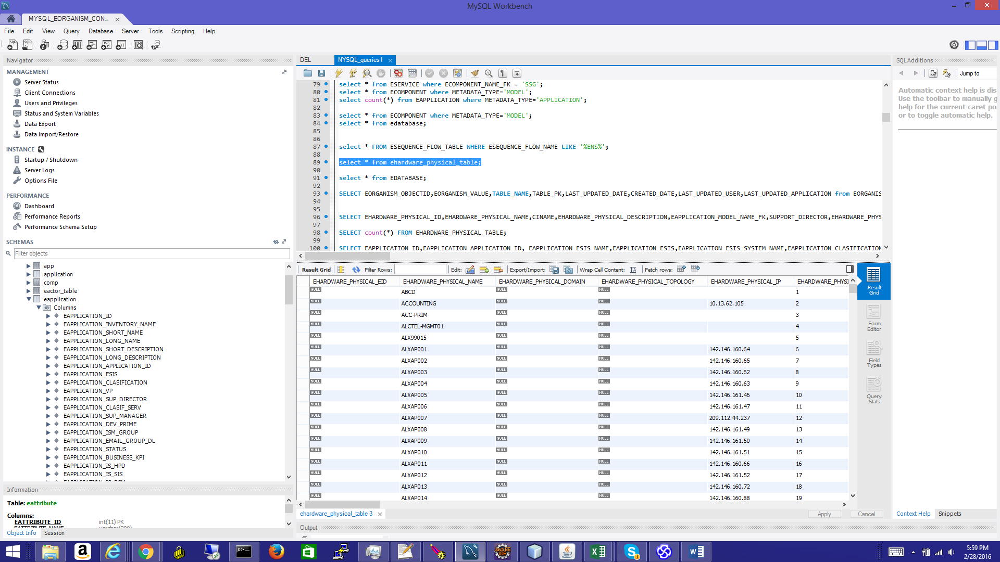 MySQL Workbench
MYSQL_EORGANISM_CON...
File Edit View Query Database Server Tools Scripting Help
Navigator
MANAGEMENT
Server Status
Client Connections
Users and Privileges
Status and System Variables
Data Export
Data Import/Restore
INSTANCE
Startup / Shutdown
Server Logs
Options File
PERFORMANCE
Dashboard
Performance Reports
Performance Schema Setup
SCHEMAS
Filter objects
app
application
comp
eactor_table
eapplication
Columns
EAPPLICATION_ID
EAPPLICATION_INVENTORY_NAME
EAPPLICATION_SHORT_NAME
EAPPLICATION_LONG_NAME
EAPPLICATION_SHORT_DESCRIPTION
EAPPLICATION_LONG_DESCRIPTION
EAPPLICATION_APPLICATION_ID
EAPPLICATION_ESIS
EAPPLICATION_CLASIFICATION
EAPPLICATION_VP
EAPPLICATION_SUP_DIRECTOR
EAPPLICATION_CLASIF_SERV
EAPPLICATION_SUP_MANAGER
EAPPLICATION_DEV_PRIME
EAPPLICATION_ISM_GROUP
EAPPLICATION_EMAIL_GROUP_DL
EAPPLICATION_STATUS
EAPPLICATION_BUSINESS_KPI
EAPPLICATION_IS_HPD
EAPPLICATION_IS_SIS
Information
Table: eattribute
Columns:
EATTRIBUTE_ID int(11) PK
Object Info Session
DEL NYSQL_queries1
79 select * from ESERVICE where ECOMPONENT_NAME_FK = 'SSG';
80 select * from ECOMPONENT where METADATA_TYPE='MODEL';
81 select count(*) from EAPPLICATION where METADATA_TYPE='APPLICATION';
82
83 select * from ECOMPONENT where METADATA_TYPE='MODEL';
84 select * from edatabase;
85
86
87 select * FROM ESEQUENCE_FLOW_TABLE WHERE ESEQUENCE_FLOW_NAME LIKE '%ENS%';
88
89 select * from ehardware_physical_table;
90
91 select * from EDATABASE;
92
93 SELECT EORGANISM_OBJECTID,EORGANISM_VALUE,TABLE_NAME,TABLE_PK,LAST_UPDATED_DATE,CREATED_DATE,LAST_UPDATED_USER,LAST_UPDATED_APPLICATION from EORGANIS
94
95
96 SELECT EHARDWARE_PHYSICAL_ID,EHARDWARE_PHYSICAL_NAME,CINAME,EHARDWARE_PHYSICAL_DESCRIPTION,EAPPLICATION_MODEL_NAME_FK,SUPPORT_DIRECTOR,EHARDWARE_PHYS
97
98 SELECT count(*) FROM EHARDWARE_PHYSICAL_TABLE;
99
100 SELECT EAPPLICATION_ID,EAPPLICATION_APPLICATION_ID, EAPPLICATION_ESIS_NAME,EAPPLICATION_ESIS,EAPPLICATION_ESIS_SYSTEM_NAME,EAPPLICATION_CLASIFICATION
Result Grid Filter Rows: Edit: Export/Import: Wrap Cell Content: Fetch rows:
EHARDWARE_PHYSICAL_EID EHARDWARE_PHYSICAL_NAME EHARDWARE_PHYSICAL_DOMAIN EHARDWARE_PHYSICAL_TOPOLOGY EHARDWARE_PHYSICAL_IP EHARDWARE_PHYSI
NULL ABCD NULL NULL 1
NULL ACCOUNTING NULL NULL 10.13.62.105 2
NULL ACC-PRIM NULL NULL 3
NULL ALCTEL-MGMT01 NULL NULL 4
NULL ALX99015 NULL NULL 5
NULL ALXAP001 NULL NULL 142.146.160.64 6
NULL ALXAP002 NULL NULL 142.146.160.65 7
NULL ALXAP003 NULL NULL 142.146.160.62 8
NULL ALXAP004 NULL NULL 142.146.160.63 9
NULL ALXAP005 NULL NULL 142.146.161.46 10
NULL ALXAP006 NULL NULL 142.146.161.47 11
NULL ALXAP007 NULL NULL 209.112.44.237 12
NULL ALXAP008 NULL NULL 142.146.161.49 13
NULL ALXAP009 NULL NULL 142.146.161.50 14
NULL ALXAP010 NULL NULL 142.146.161.51 15
NULL ALXAP011 NULL NULL 142.146.160.66 16
NULL ALXAP012 NULL NULL 142.146.161.52 17
NULL ALXAP013 NULL NULL 142.146.160.72 18
NULL ALXAP014 NULL NULL 142.146.160.88 19
Result Grid
Form Editor
Field Types
Query Stats
ehardware_physical_table 3
Apply Cancel
Output
SQLAdditions
Jump to
Automatic context help is dis
Use the toolbar to manually g
help for the current caret po
or to toggle automatic help.
Context Help Snippets
5:59 PM
2/28/2016